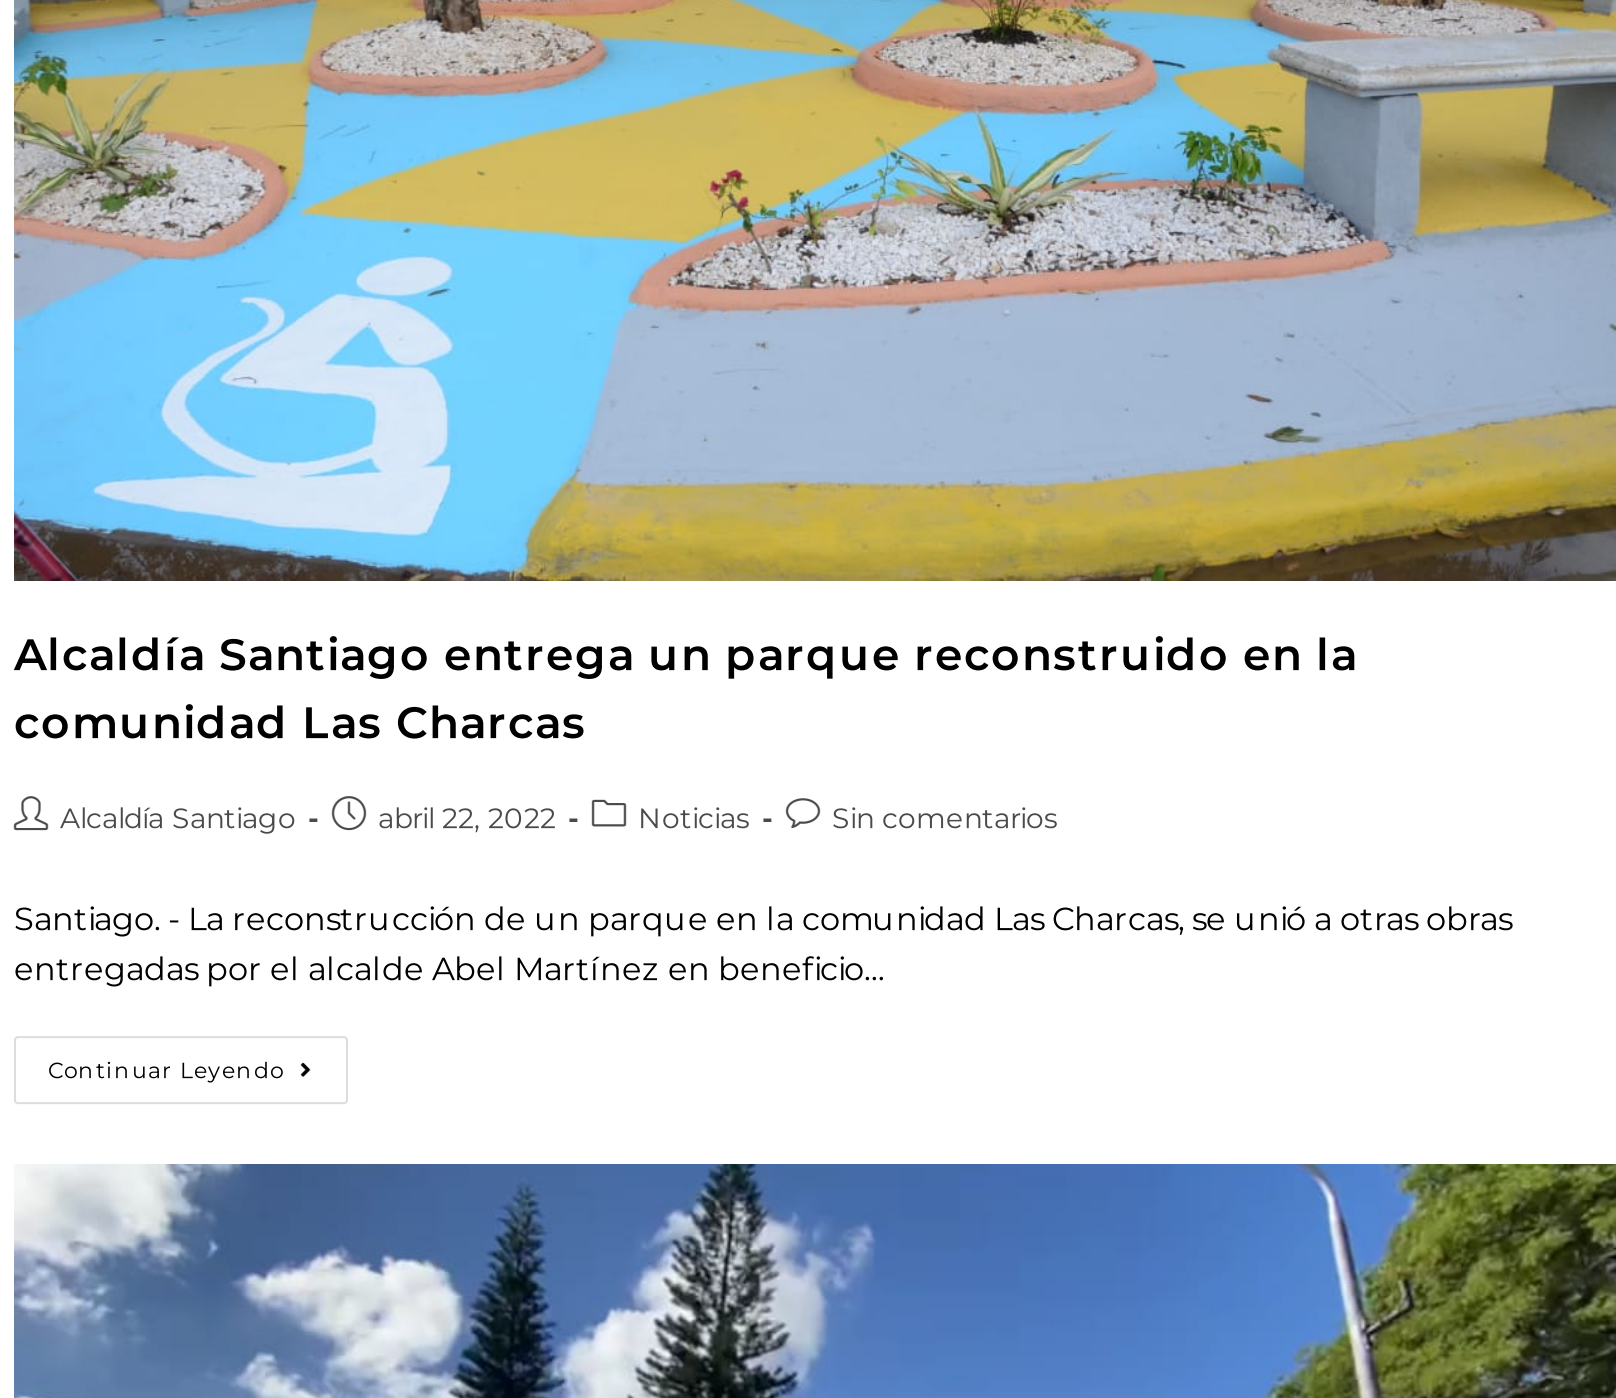 Alcaldía Santiago entrega un parque reconstruido en la
comunidad Las Charcas
Alcaldía Santiago - abril 22, 2022 - Noticias - Sin comentarios
Santiago. - La reconstrucción de un parque en la comunidad Las Charcas, se unió a otras obras
entregadas por el alcalde Abel Martínez en beneficio...
Continuar Leyendo